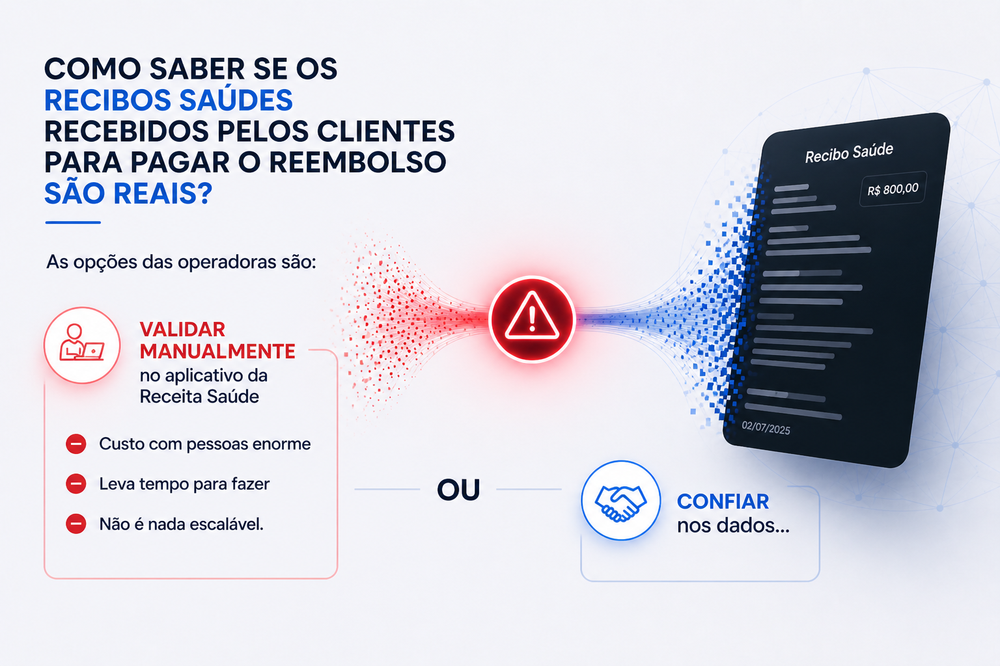 COMO SABER SE OS
RECIBOS SAÚDES
RECEBIDOS PELOS CLIENTES
PARA PAGAR O REEMBOLSO
SÃO REAIS?
As opções das operadoras são:
VALIDAR
MANUALMENTE
no aplicativo da
Receita Saúde
Custo com pessoas enorme
Leva tempo para fazer
Não é nada escalável.
OU
CONFIAR
nos dados...
Recibo Saúde
R$ 800,00
02/07/2025